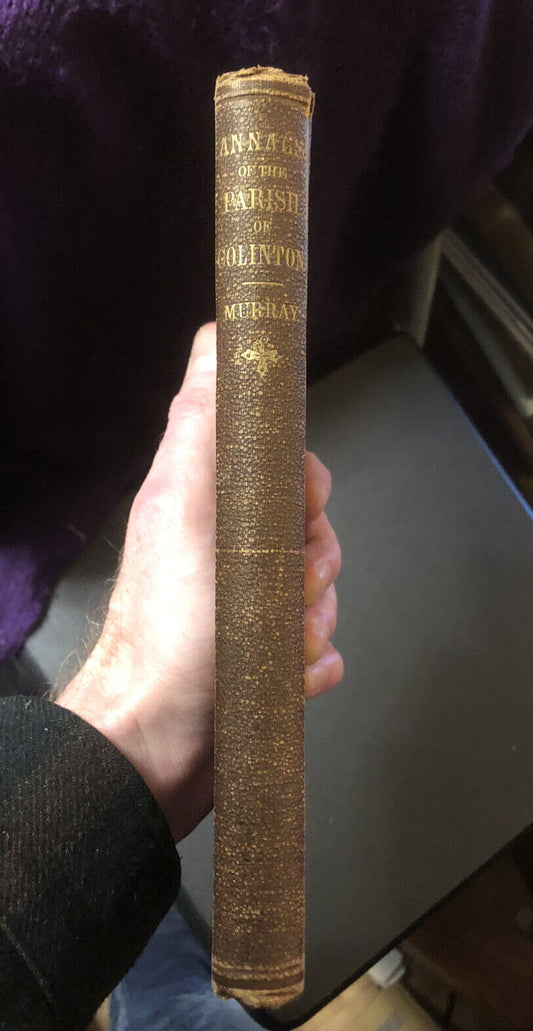 ANNALS
OF THE
PARISH
OF
COLINTON
MURRAY